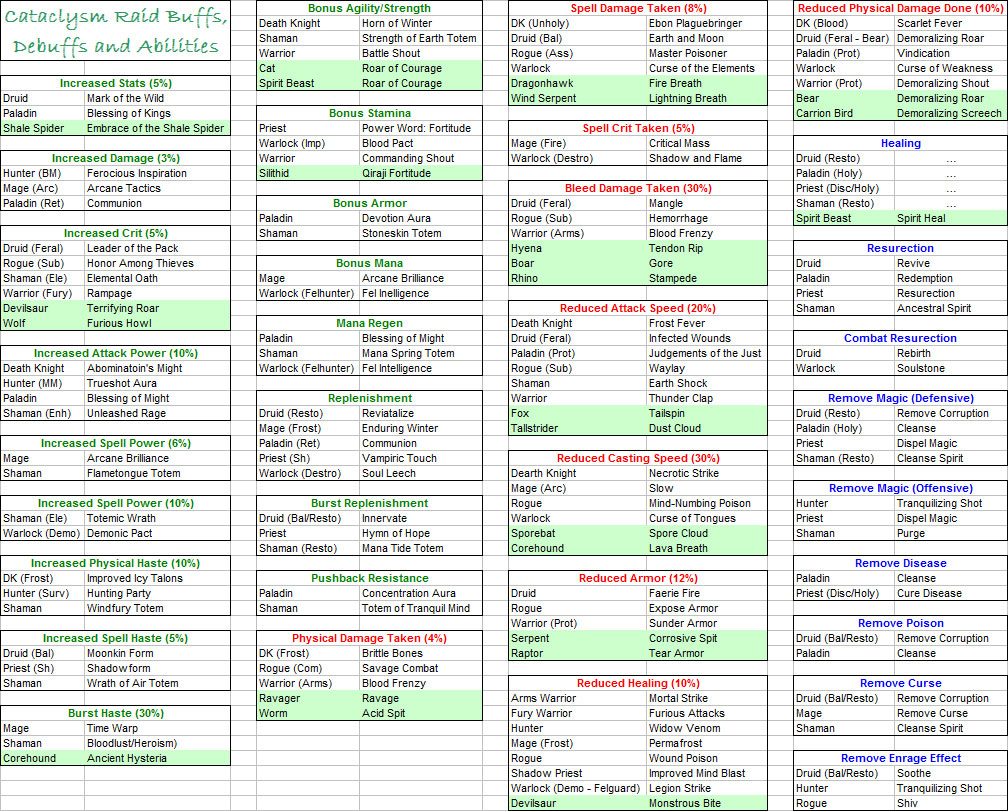 Cataclysm Raid Buffs,
Debuffs and Abilities
Increased Stats (5%)
Druid Mark of the Wild
Paladin Blessing of Kings
Shale Spider Embrace of the Shale Spider
Increased Damage (3%)
Hunter (BM) Ferocious Inspiration
Mage (Arc) Arcane Tactics
Paladin (Ret) Communion
Increased Crit (5%)
Druid (Feral) Leader of the Pack
Rogue (Sub) Honor Among Thieves
Shaman (Ele) Elemental Oath
Warrior (Fury) Rampage
Devilsaur Terrifying Roar
Wolf Furious Howl
Increased Attack Power (10%)
Death Knight Abominatoin's Might
Hunter (MM) Trueshot Aura
Paladin Blessing of Might
Shaman (Enh) Unleashed Rage
Increased Spell Power (6%)
Mage Arcane Brilliance
Shaman Flametongue Totem
Increased Spell Power (10%)
Shaman (Ele) Totemic Wrath
Warlock (Demo) Demonic Pact
Increased Physical Haste (10%)
DK (Frost) Improved Icy Talons
Hunter (Surv) Hunting Party
Shaman Windfury Totem
Increased Spell Haste (5%)
Druid (Bal) Moonkin Form
Priest (Sh) Shadowform
Shaman Wrath of Air Totem
Burst Haste (30%)
Mage Time Warp
Shaman Bloodlust/Heroism)
Corehound Ancient Hysteria
Bonus Agility/Strength
Death Knight Horn of Winter
Shaman Strength of Earth Totem
Warrior Battle Shout
Cat Roar of Courage
Spirit Beast Roar of Courage
Bonus Stamina
Priest Power Word: Fortitude
Warlock (Imp) Blood Pact
Warrior Commanding Shout
Silithid Qiraji Fortitude
Bonus Armor
Paladin Devotion Aura
Shaman Stoneskin Totem
Bonus Mana
Mage Arcane Brilliance
Warlock (Felhunter) Fel Inelligence
Mana Regen
Paladin Blessing of Might
Shaman Mana Spring Totem
Warlock (Felhunter) Fel Intelligence
Replenishment
Druid (Resto) Reviatalize
Mage (Frost) Enduring Winter
Paladin (Ret) Communion
Priest (Sh) Vampiric Touch
Warlock (Destro) Soul Leech
Burst Replenishment
Druid (Bal/Resto) Innervate
Priest Hymn of Hope
Shaman (Resto) Mana Tide Totem
Pushback Resistance
Paladin Concentration Aura
Shaman Totem of Tranquil Mind
Physical Damage Taken (4%)
DK (Frost) Brittle Bones
Rogue (Com) Savage Combat
Warrior (Arms) Blood Frenzy
Ravager Ravage
Worm Acid Spit
Spell Damage Taken (8%)
DK (Unholy) Ebon Plaguebringer
Druid (Bal) Earth and Moon
Rogue (Ass) Master Poisoner
Warlock Curse of the Elements
Dragonhawk Fire Breath
Wind Serpent Lightning Breath
Spell Crit Taken (5%)
Mage (Fire) Critical Mass
Warlock (Destro) Shadow and Flame
Bleed Damage Taken (30%)
Druid (Feral) Mangle
Rogue (Sub) Hemorrhage
Warrior (Arms) Blood Frenzy
Hyena Tendon Rip
Boar Gore
Rhino Stampede
Reduced Attack Speed (20%)
Death Knight Frost Fever
Druid (Feral) Infected Wounds
Paladin (Prot) Judgements of the Just
Rogue (Sub) Waylay
Shaman Earth Shock
Warrior Thunder Clap
Fox Tailspin
Tallstrider Dust Cloud
Reduced Casting Speed (30%)
Dearth Knight Necrotic Strike
Mage (Arc) Slow
Rogue Mind-Numbing Poison
Warlock Curse of Tongues
Sporebat Spore Cloud
Corehound Lava Breath
Reduced Armor (12%)
Druid Faerie Fire
Rogue Expose Armor
Warrior (Prot) Sunder Armor
Serpent Corrosive Spit
Raptor Tear Armor
Reduced Healing (10%)
Arms Warrior Mortal Strike
Fury Warrior Furious Attacks
Hunter Widow Venom
Mage (Frost) Permafrost
Rogue Wound Poison
Shadow Priest Improved Mind Blast
Warlock (Demo - Felguard) Legion Strike
Devilsaur Monstrous Bite
Reduced Physical Damage Done (10%)
DK (Blood) Scarlet Fever
Druid (Feral - Bear) Demoralizing Roar
Paladin (Prot) Vindication
Warlock Curse of Weakness
Warrior (Prot) Demoralizing Shout
Bear Demoralizing Roar
Carrion Bird Demoralizing Screech
Healing
Druid (Resto) ...
Paladin (Holy) ...
Priest (Disc/Holy) ...
Shaman (Resto) ...
Spirit Beast Spirit Heal
Resurection
Druid Revive
Paladin Redemption
Priest Resurection
Shaman Ancestral Spirit
Combat Resurection
Druid Rebirth
Warlock Soulstone
Remove Magic (Defensive)
Druid (Resto) Remove Corruption
Paladin (Holy) Cleanse
Priest Dispel Magic
Shaman (Resto) Cleanse Spirit
Remove Magic (Offensive)
Hunter Tranquilizing Shot
Priest Dispel Magic
Shaman Purge
Remove Disease
Paladin Cleanse
Priest (Disc/Holy) Cure Disease
Remove Poison
Druid (Bal/Resto) Remove Corruption
Paladin Cleanse
Remove Curse
Druid (Bal/Resto) Remove Corruption
Mage Remove Curse
Shaman Cleanse Spirit
Remove Enrage Effect
Druid (Bal/Resto) Soothe
Hunter Tranquilizing Shot
Rogue Shiv